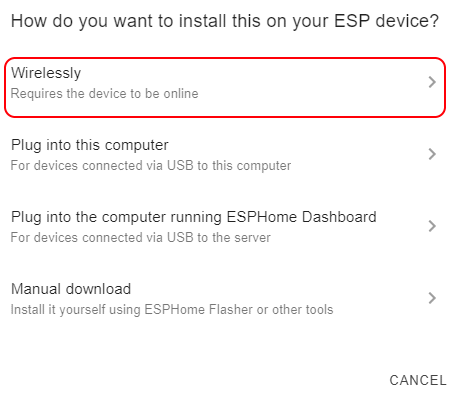 How do you want to install this on your ESP device?
Wirelessly
Requires the device to be online
Plug into this computer
For devices connected via USB to this computer
Plug into the computer running ESPHome Dashboard
For devices connected via USB to the server
Manual download
Install it yourself using ESPHome Flasher or other tools
CANCEL